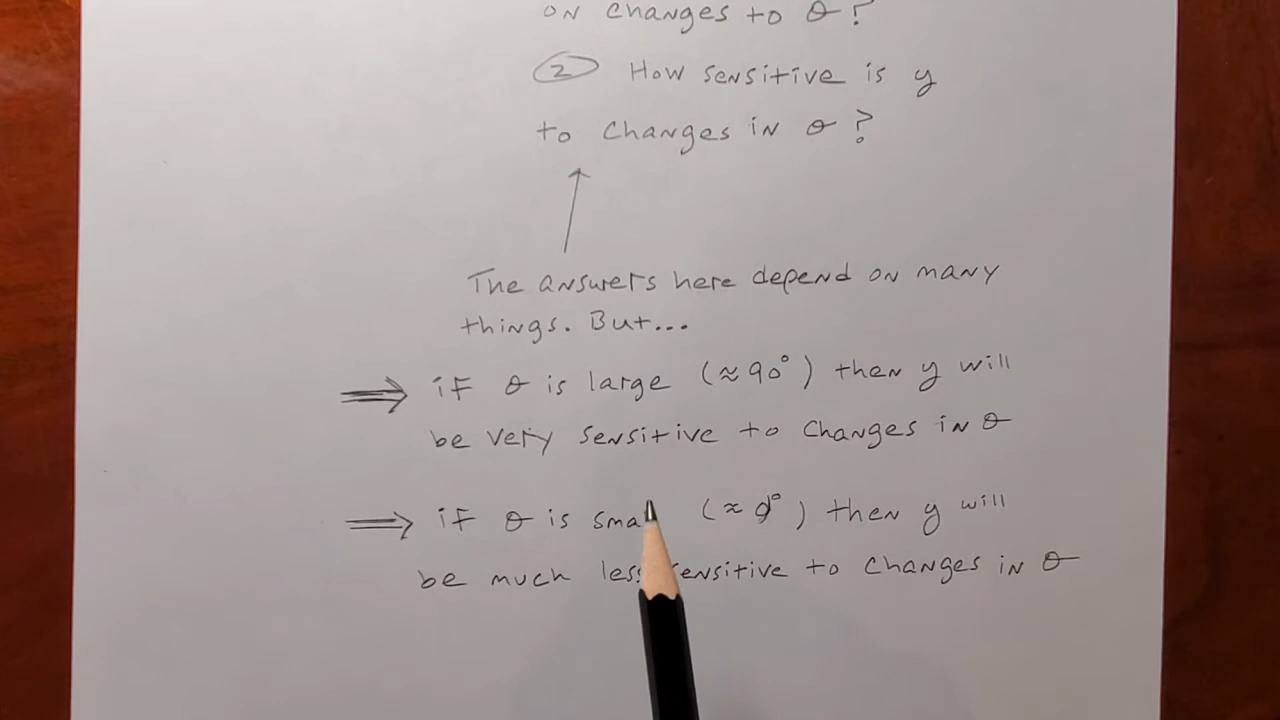 on changes to θ?
② How sensitive is y
to changes in θ?
The answers here depend on many
things. But...
⇒ if θ is large (≈90°) then y will
be very sensitive to changes in θ
⇒ if θ is small (≈0°) then y will
be much less sensitive to changes in θ